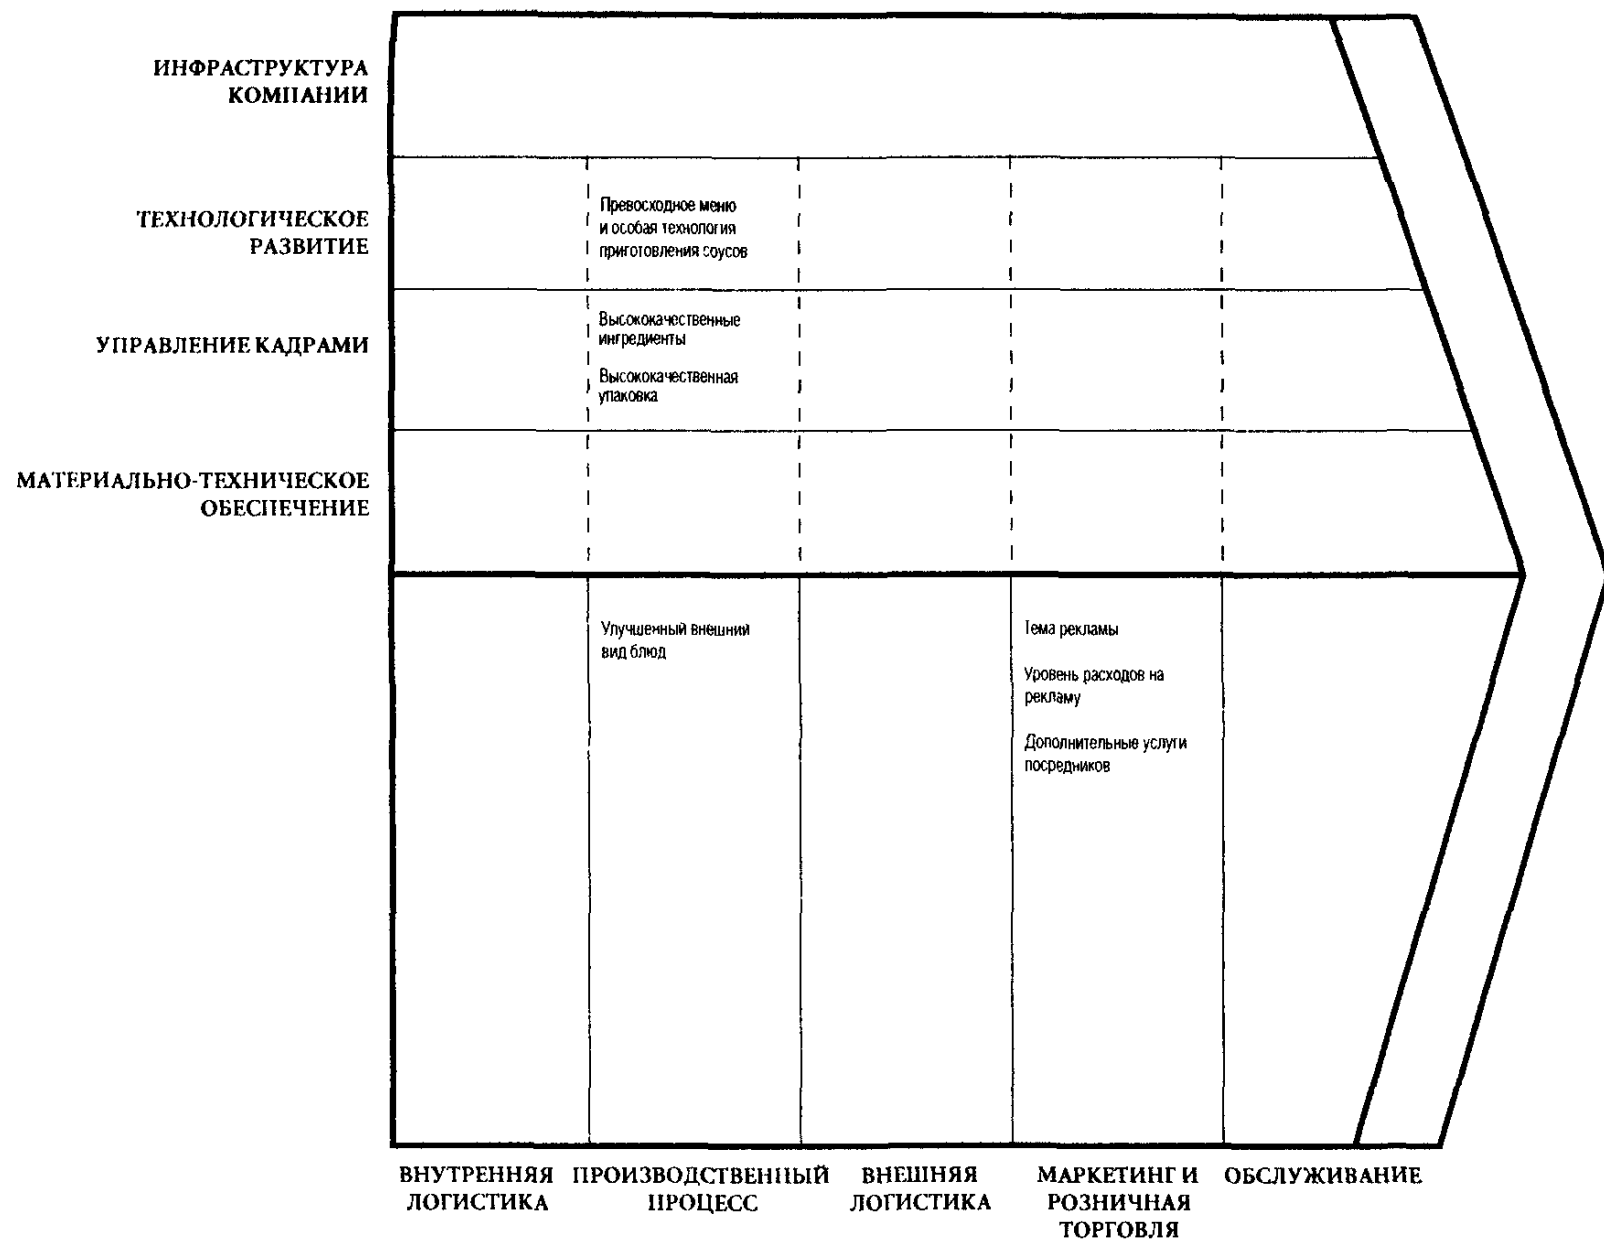 ИНФРАСТРУКТУРА
КОМПАНИИ
ТЕХНОЛОГИЧЕСКОЕ
РАЗВИТИЕ
Превосходное меню
и особая технология
приготовления соусов
УПРАВЛЕНИЕ КАДРАМИ
Высококачественные
ингредиенты
Высококачественная
упаковка
МАТЕРИАЛЬНО-ТЕХНИЧЕСКОЕ
ОБЕСПЕЧЕНИЕ
Улучшенный внешний
вид блюд
Тема рекламы
Уровень расходов на
рекламу
Дополнительные услуги
посредников
ВНУТРЕННЯЯ
ЛОГИСТИКА
ПРОИЗВОДСТВЕННЫЙ
ПРОЦЕСС
ВНЕШНЯЯ
ЛОГИСТИКА
МАРКЕТИНГ И
РОЗНИЧНАЯ
ТОРГОВЛЯ
ОБСЛУЖИВАНИЕ